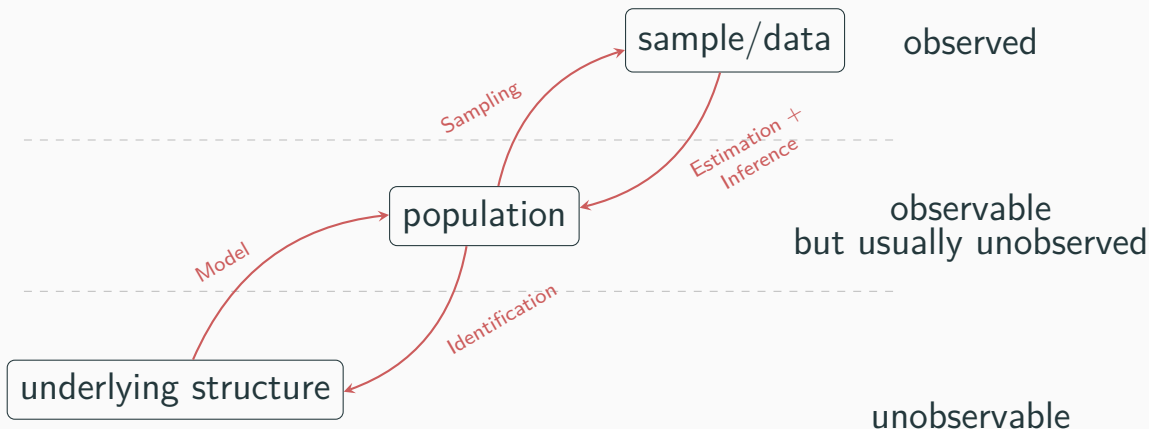 sample/data
observed
Sampling
Estimation +
Inference
population
observable
but usually unobserved
Model
Identification
underlying structure
unobservable